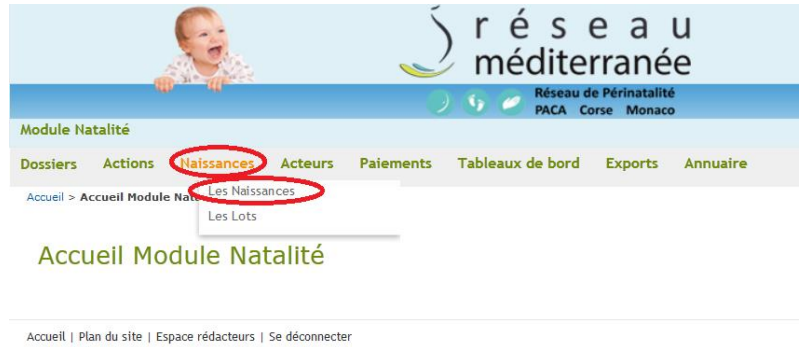 réseau
méditerranée
Réseau de Périnatalité
PACA Corse Monaco
Module Natalité
Dossiers Actions Naissances Acteurs Paiements Tableaux de bord Exports Annuaire
Accueil > Accueil Module Nat
Les Naissances
Les Lots
Accueil Module Natalité
Accueil | Plan du site | Espace rédacteurs | Se déconnecter